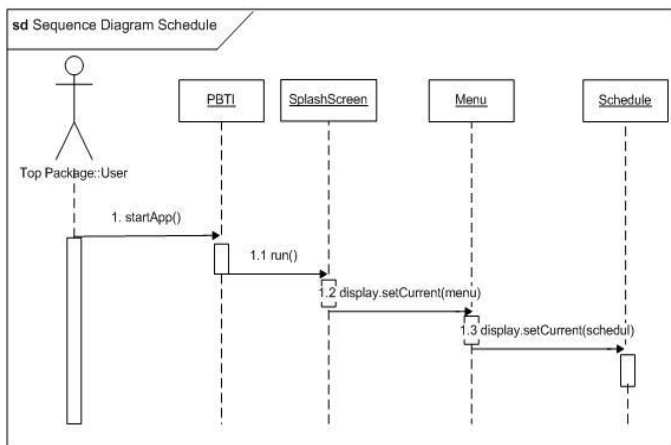 sd Sequence Diagram Schedule
PBTI
SplashScreen
Menu
Schedule
Top Package::User
1. startApp()
1.1 run()
1.2 display.setCurrent(menu)
1.3 display.setCurrent(schedul)